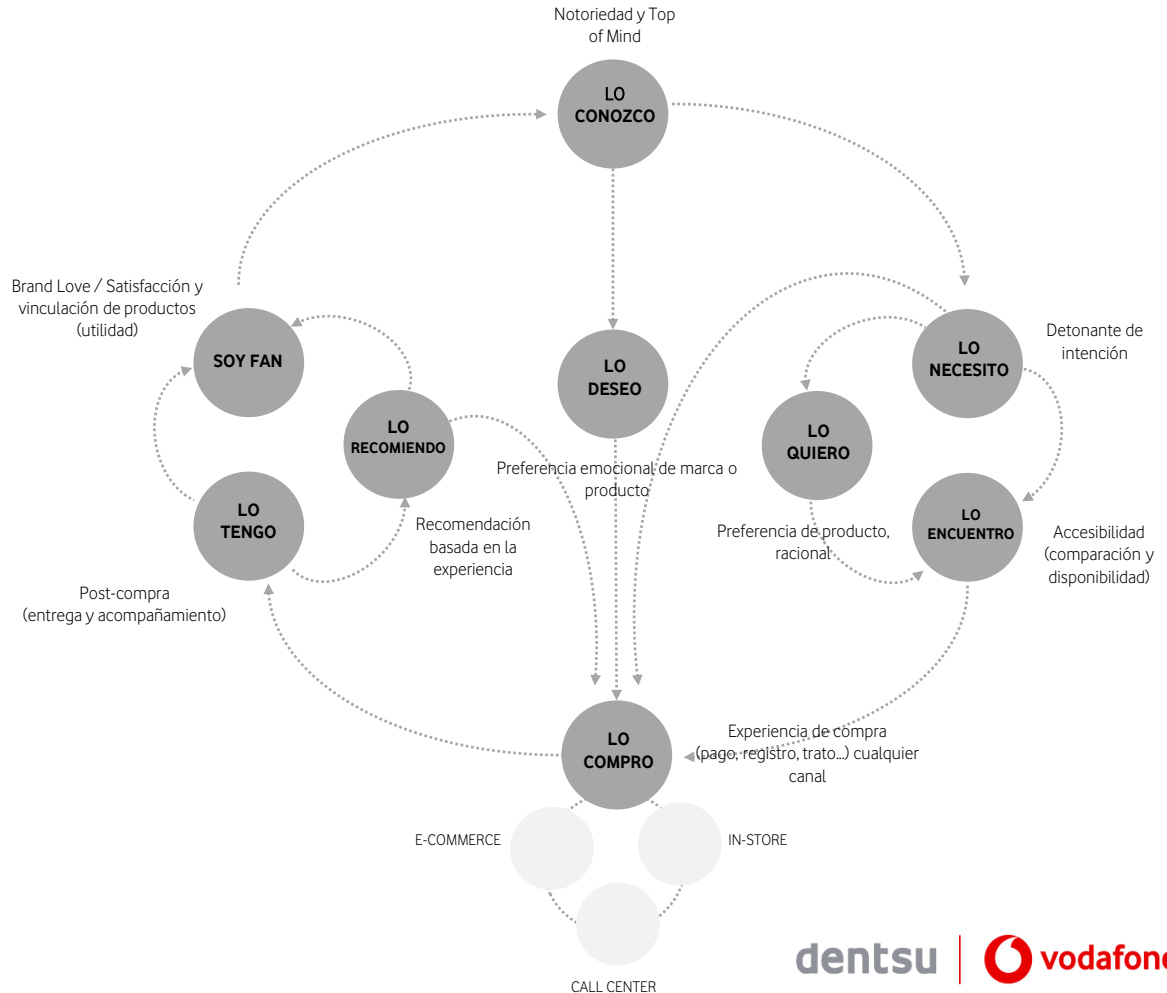 Notoriedad y Top
of Mind
LO
CONOZCO
Brand Love / Satisfacción y
vinculación de productos
(utilidad)
SOY FAN
LO
DESEO
LO
NECESITO
Detonante de
intención
LO
RECOMIENDO
LO
QUIERO
Preferencia emocional de marca o
producto
LO
TENGO
Recomendación
basada en la
experiencia
Preferencia de producto,
racional
LO
ENCUENTRO
Accesibilidad
(comparación y
disponibilidad)
Post-compra
(entrega y acompañamiento)
LO
COMPRO
Experiencia de compra
(pago, registro, trato...) cualquier
canal
E-COMMERCE
IN-STORE
CALL CENTER
dentsu
vodafone